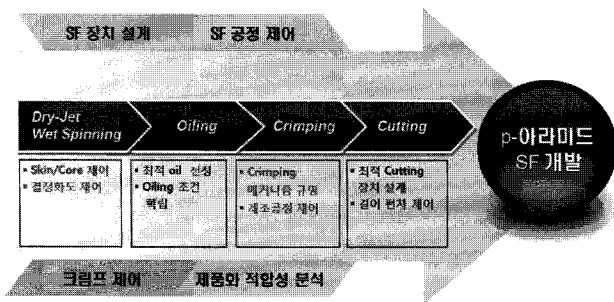 SF 장치 설계
SF 공정 제어
Dry-Jet
Wet Spinning
Oiling
Crimping
Cutting
• Skin/Core 제어
• 결정화도 제어
• 최적 oil 선정
• Oiling 조건
확립
• Crimping
메커니즘 규명
• 제조공정 제어
• 최적 Cutting
장치 설계
• 길이 편차 제어
p-아라미드
SF 개발
크림프 제어
제품화 적합성 분석